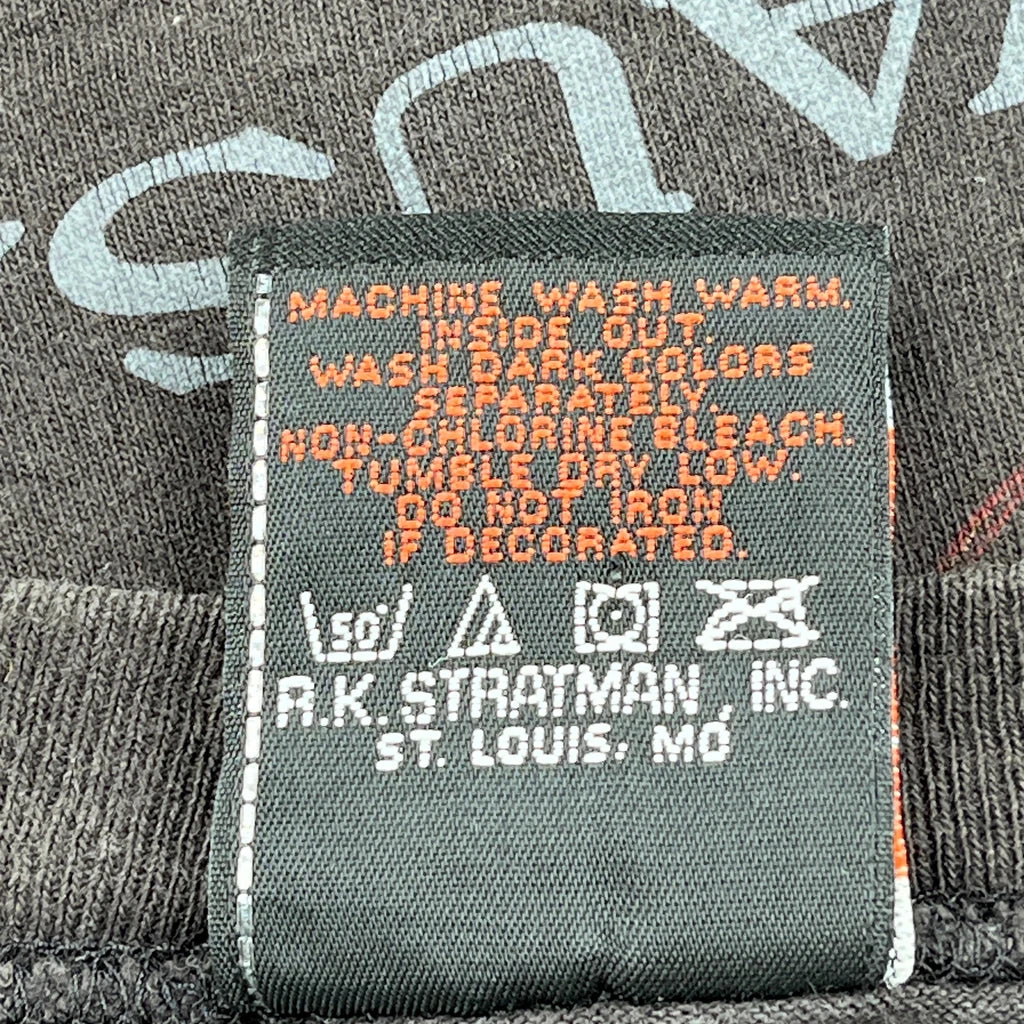 MACHINE WASH WARM.
INSIDE OUT.
WASH DARK COLORS
SEPARATELY.
NON-CHLORINE BLEACH.
TUMBLE DRY LOW.
DO NOT IRON
IF DECORATED.
50°
R.K. STRATMAN, INC.
ST. LOUIS, MO